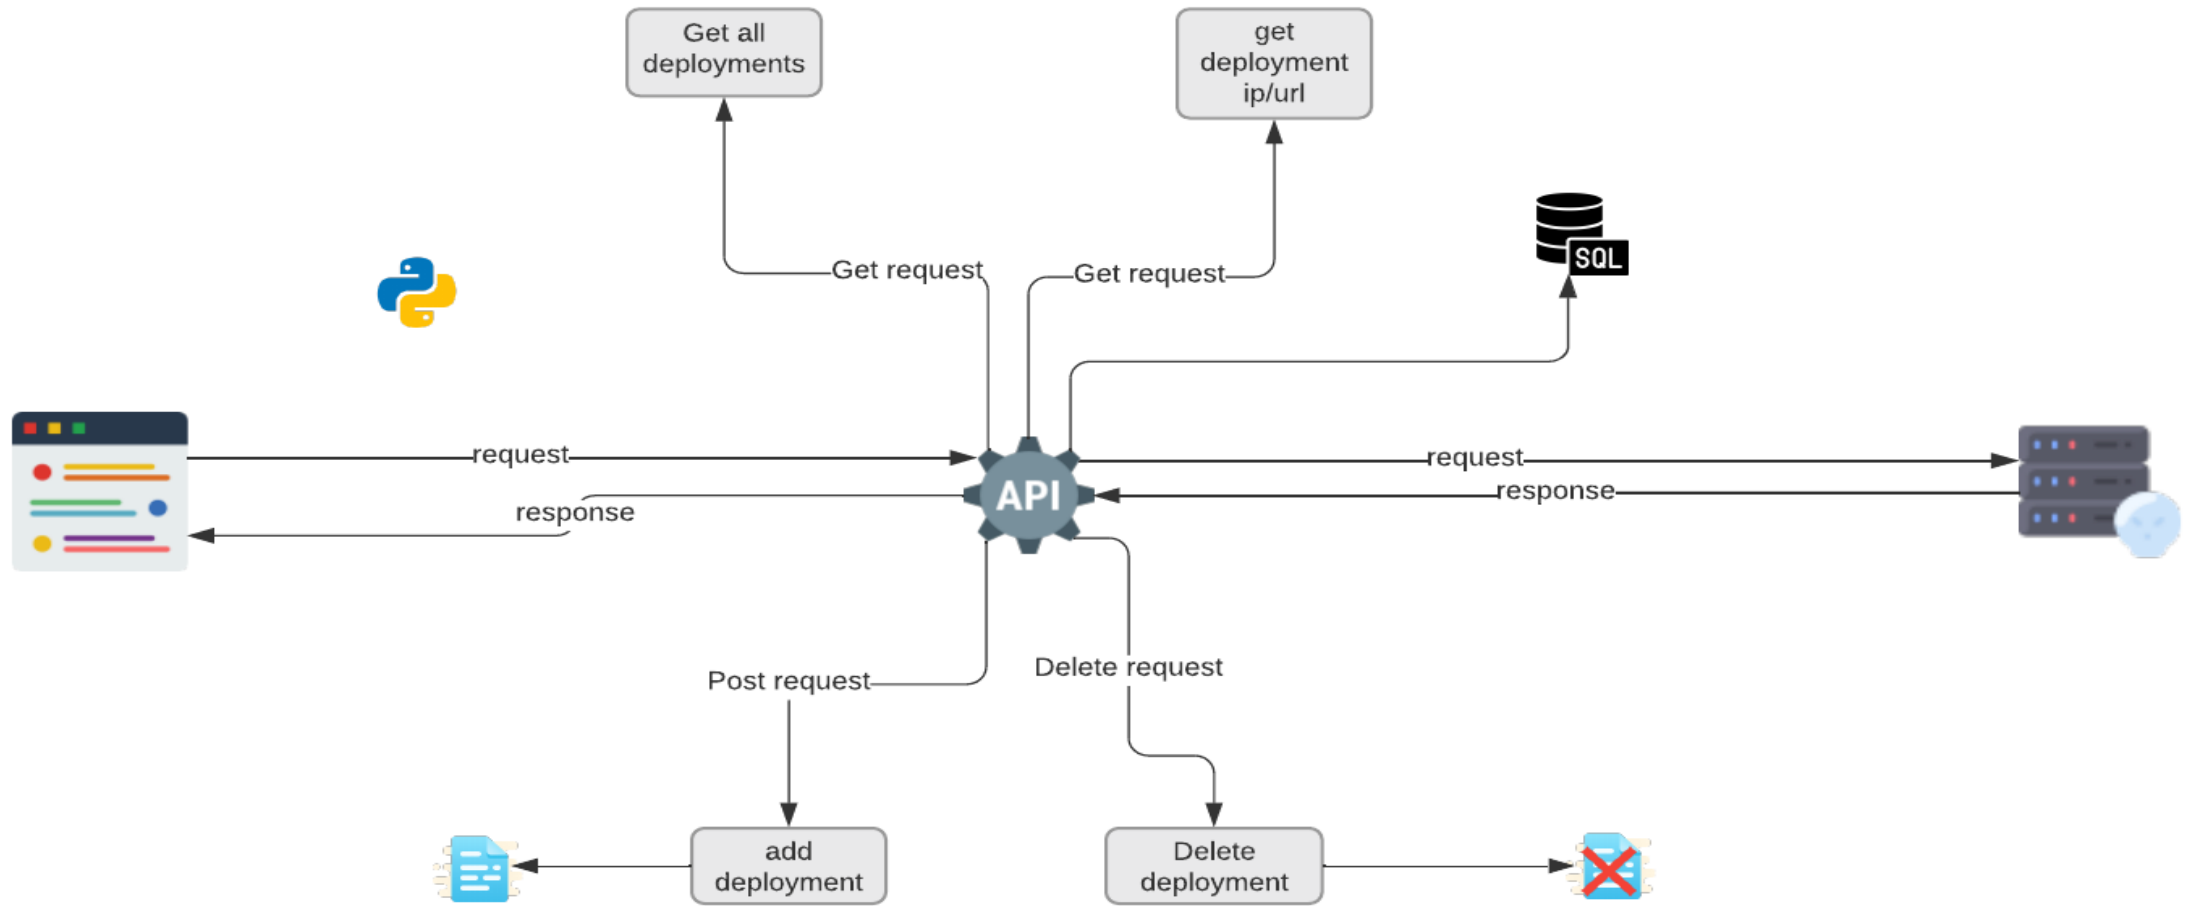 Get all
deployments
get
deployment
ip/url
SQL
Get request
Get request
request
API
request
response
response
Post request
Delete request
add
deployment
Delete
deployment